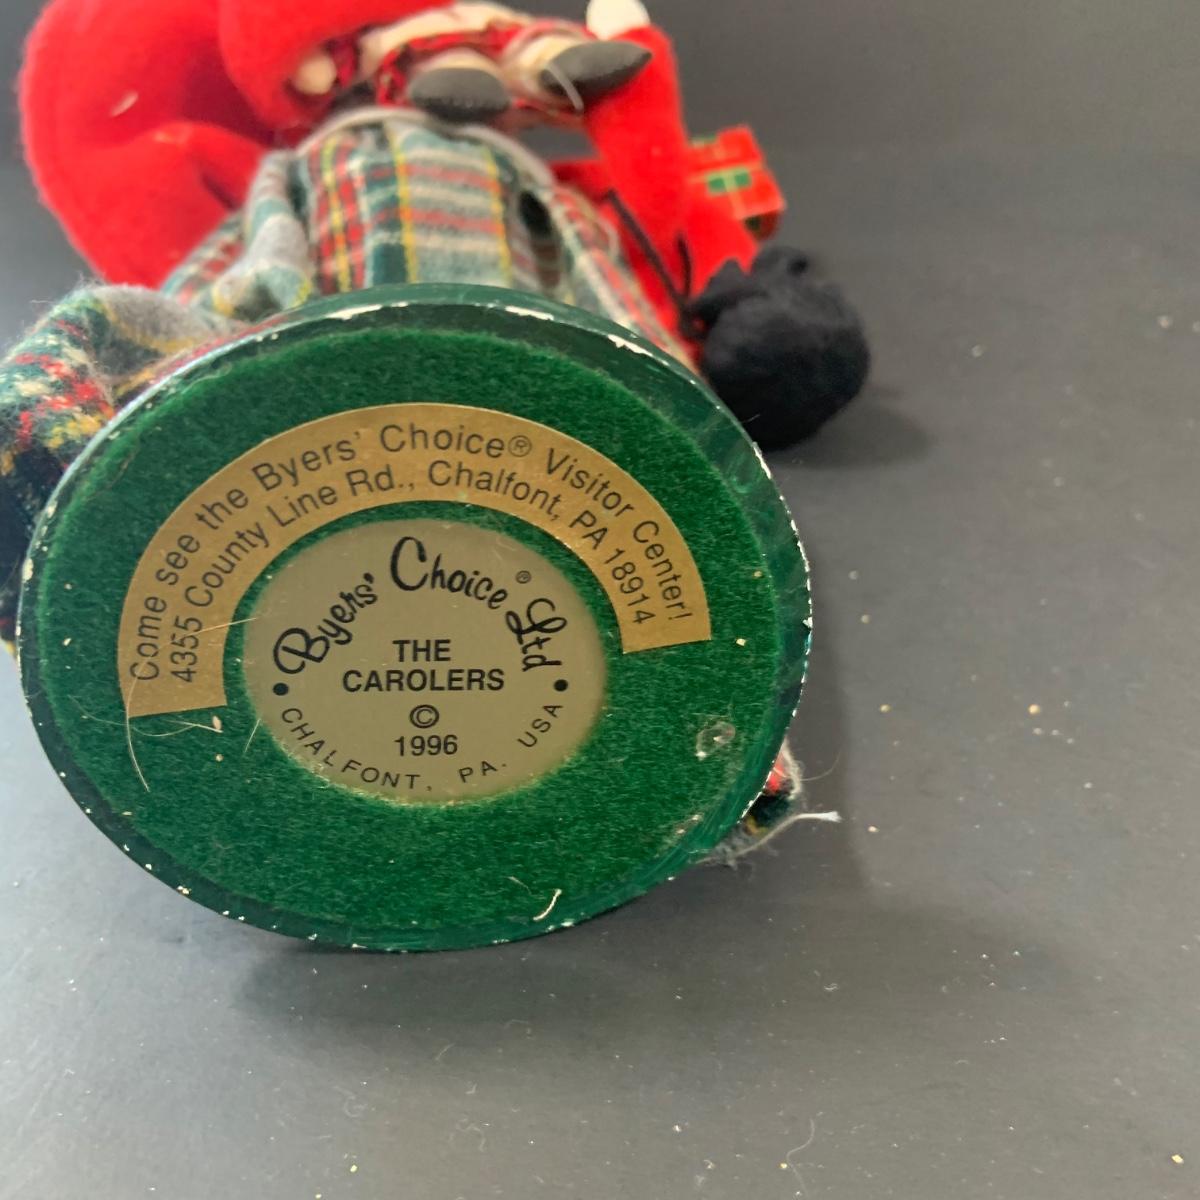 Come see the Byers' Choice® Visitor Center!
4355 County Line Rd., Chalfont, PA 18914
Byers' Choice® Ltd
THE
CAROLERS
©
1996
• CHALFONT, PA. USA •